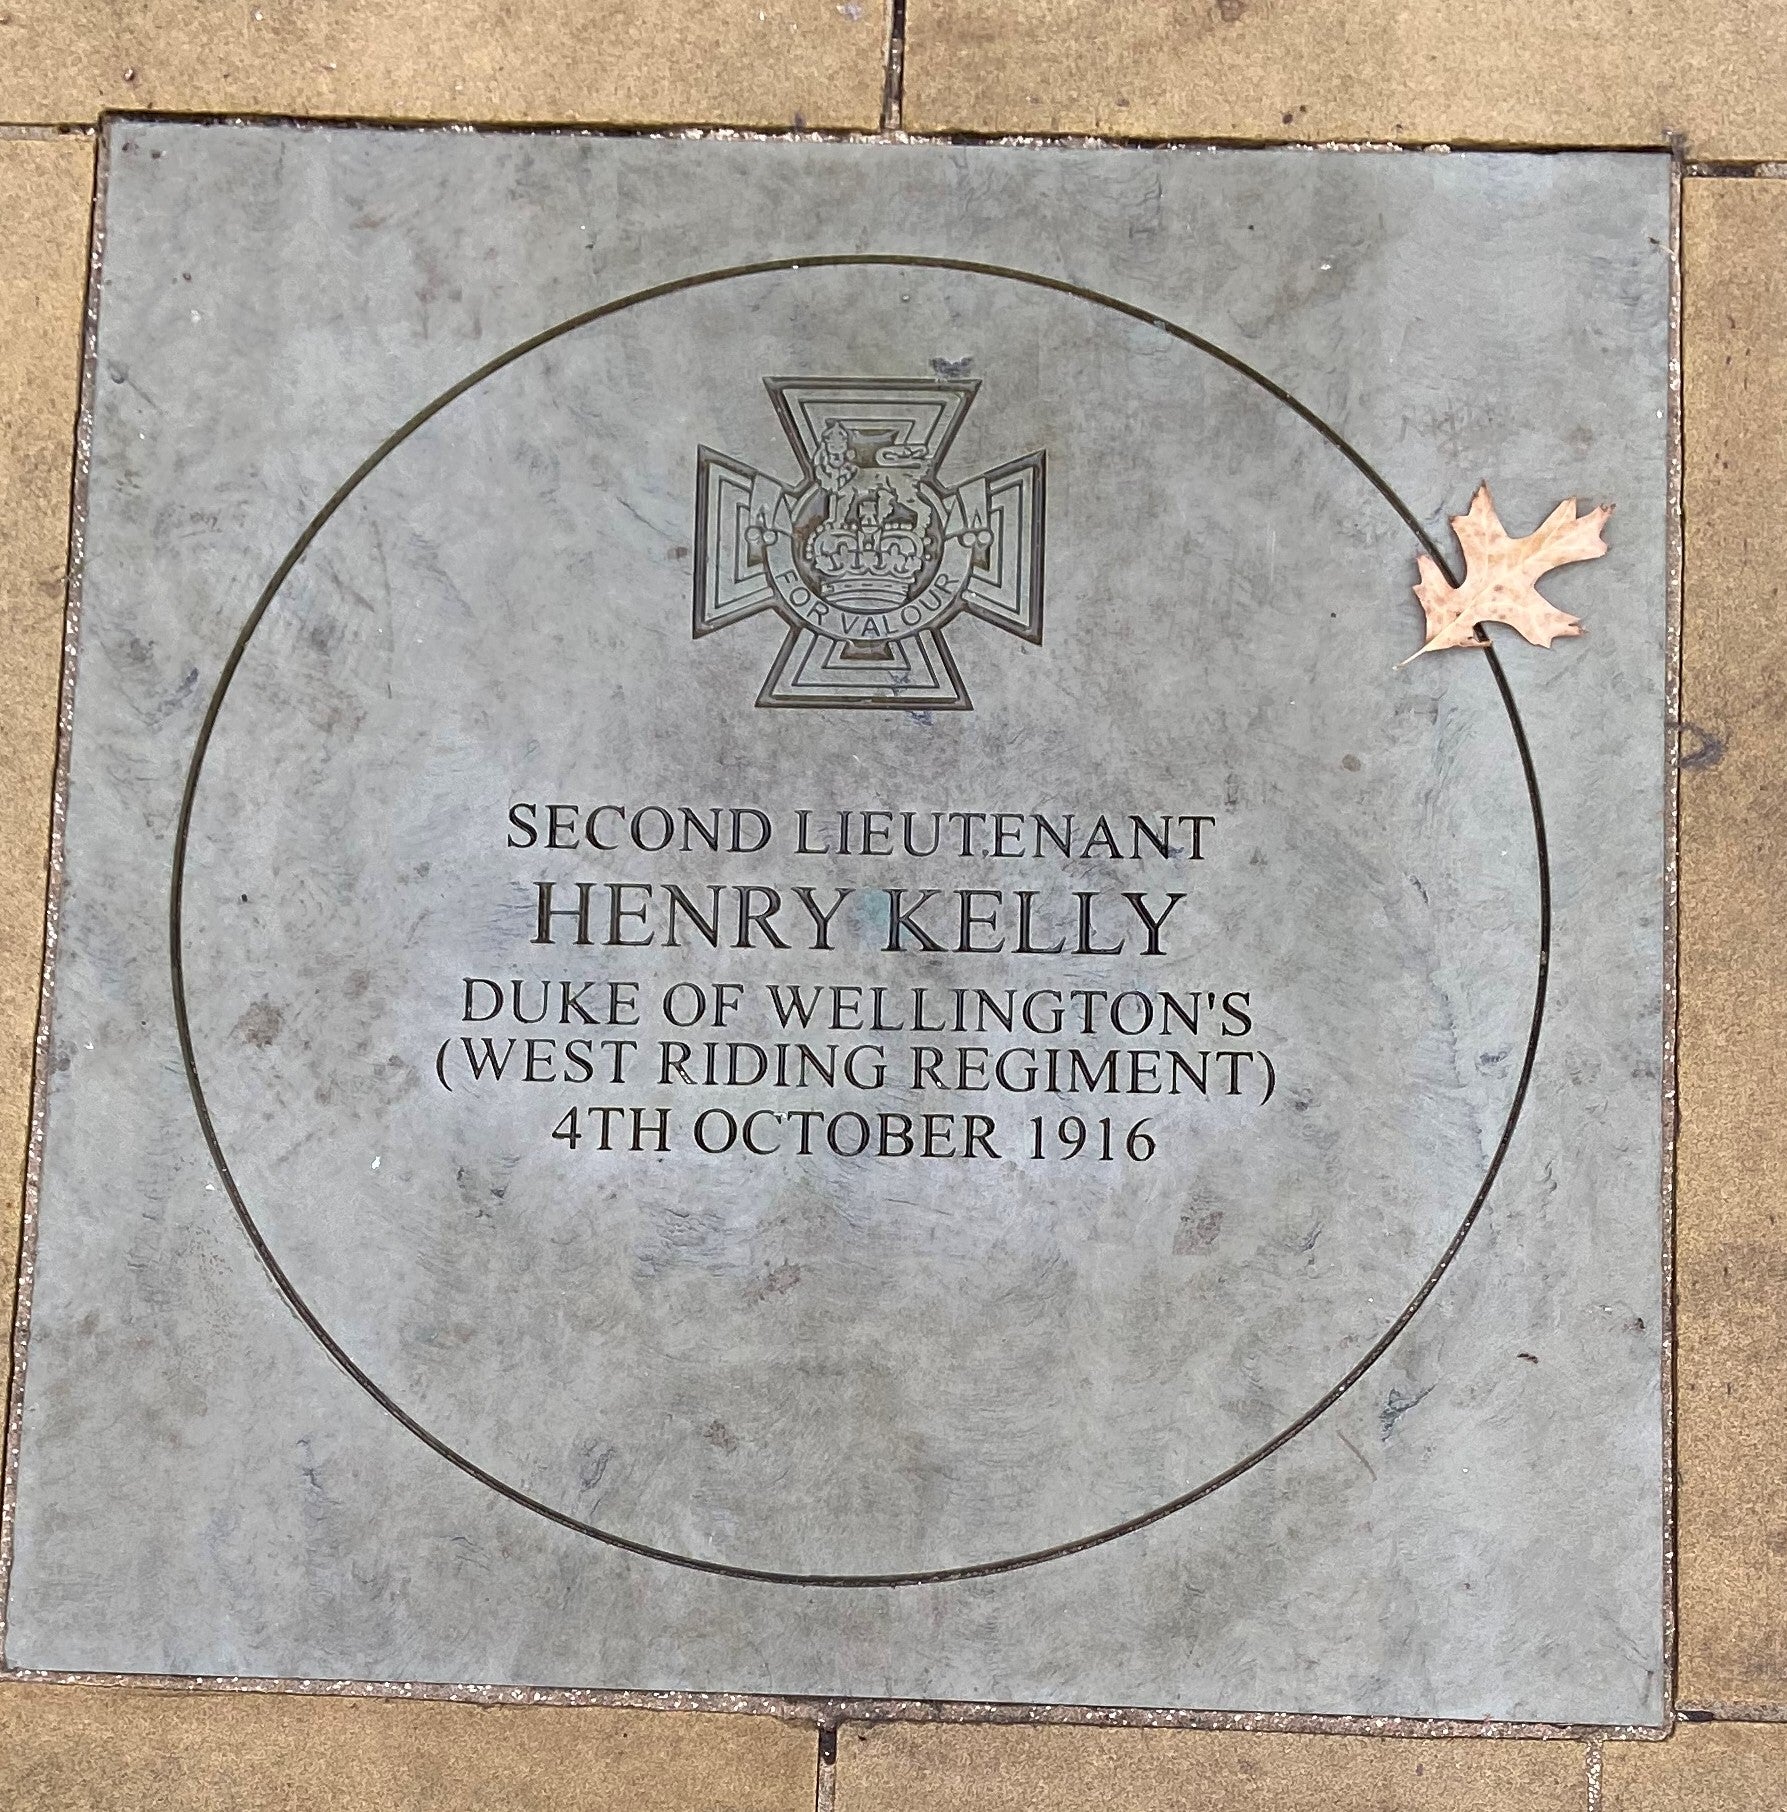 FOR VALOUR
SECOND LIEUTENANT
HENRY KELLY
DUKE OF WELLINGTON'S
(WEST RIDING REGIMENT)
4TH OCTOBER 1916